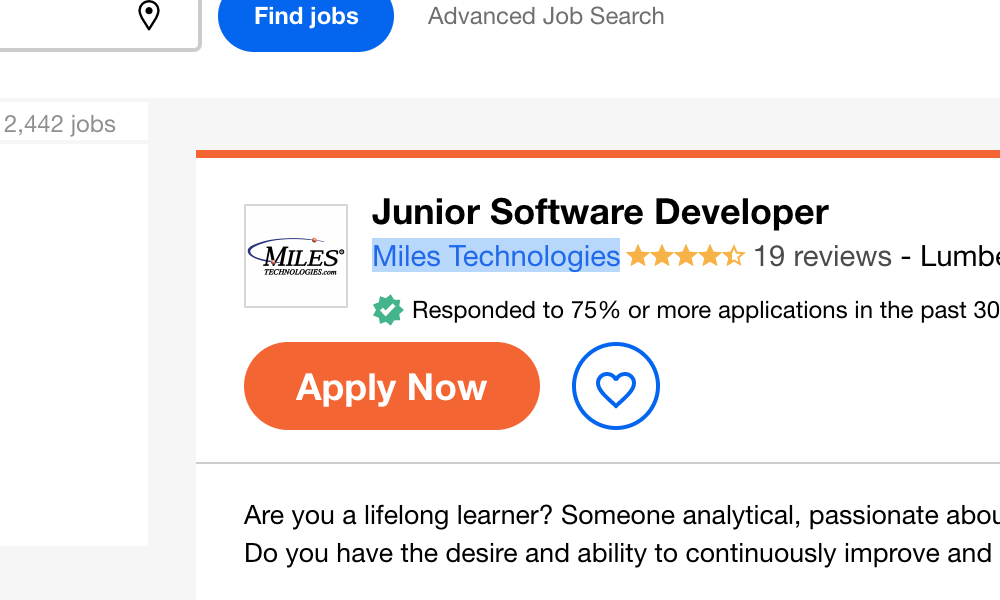 Find jobs Advanced Job Search
2,442 jobs
Junior Software Developer
MILES
TECHNOLOGIES.com
Miles Technologies 19 reviews - Lumbe
Responded to 75% or more applications in the past 30
Apply Now
Are you a lifelong learner? Someone analytical, passionate abou
Do you have the desire and ability to continuously improve and